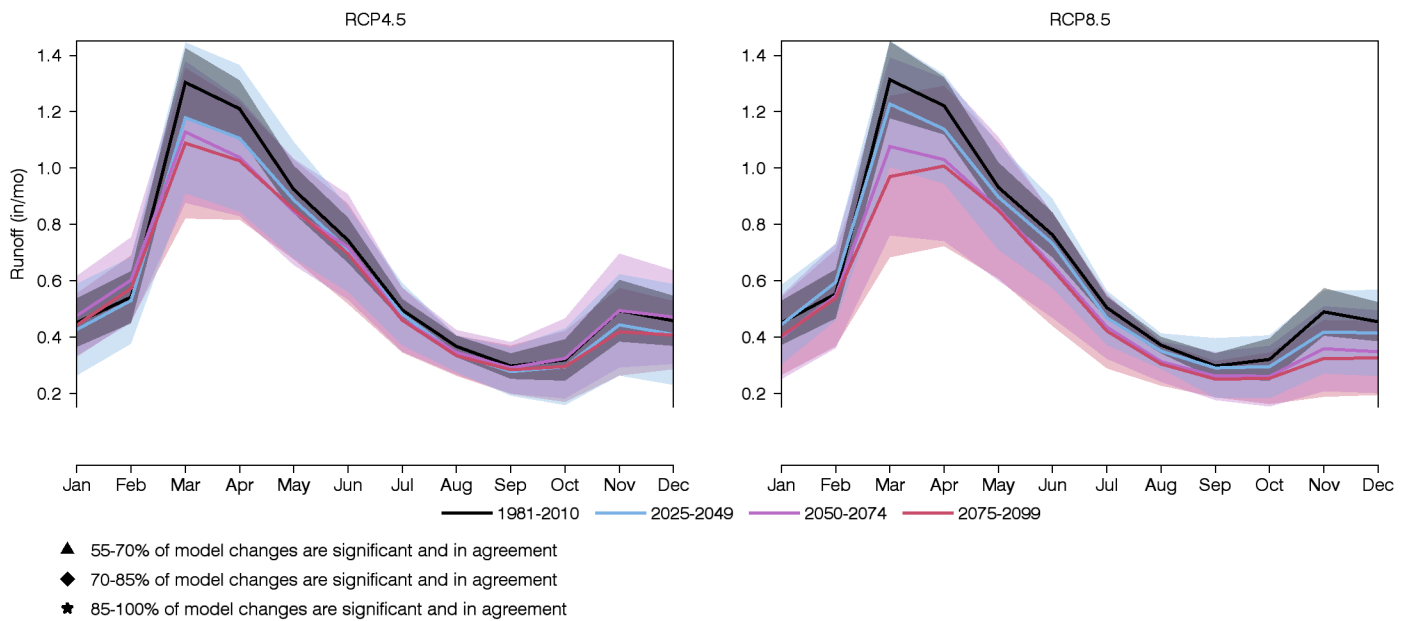 RCP4.5 RCP8.5
1.4 1.4
1.2 1.2
1.0 1.0
Runoff (in/mo)
0.8 0.8
0.6 0.6
0.4 0.4
0.2 0.2
Jan Feb Mar Apr May Jun Jul Aug Sep Oct Nov Dec Jan Feb Mar Apr May Jun Jul Aug Sep Oct Nov Dec
1981-2010 2025-2049 2050-2074 2075-2099
55-70% of model changes are significant and in agreement
70-85% of model changes are significant and in agreement
85-100% of model changes are significant and in agreement